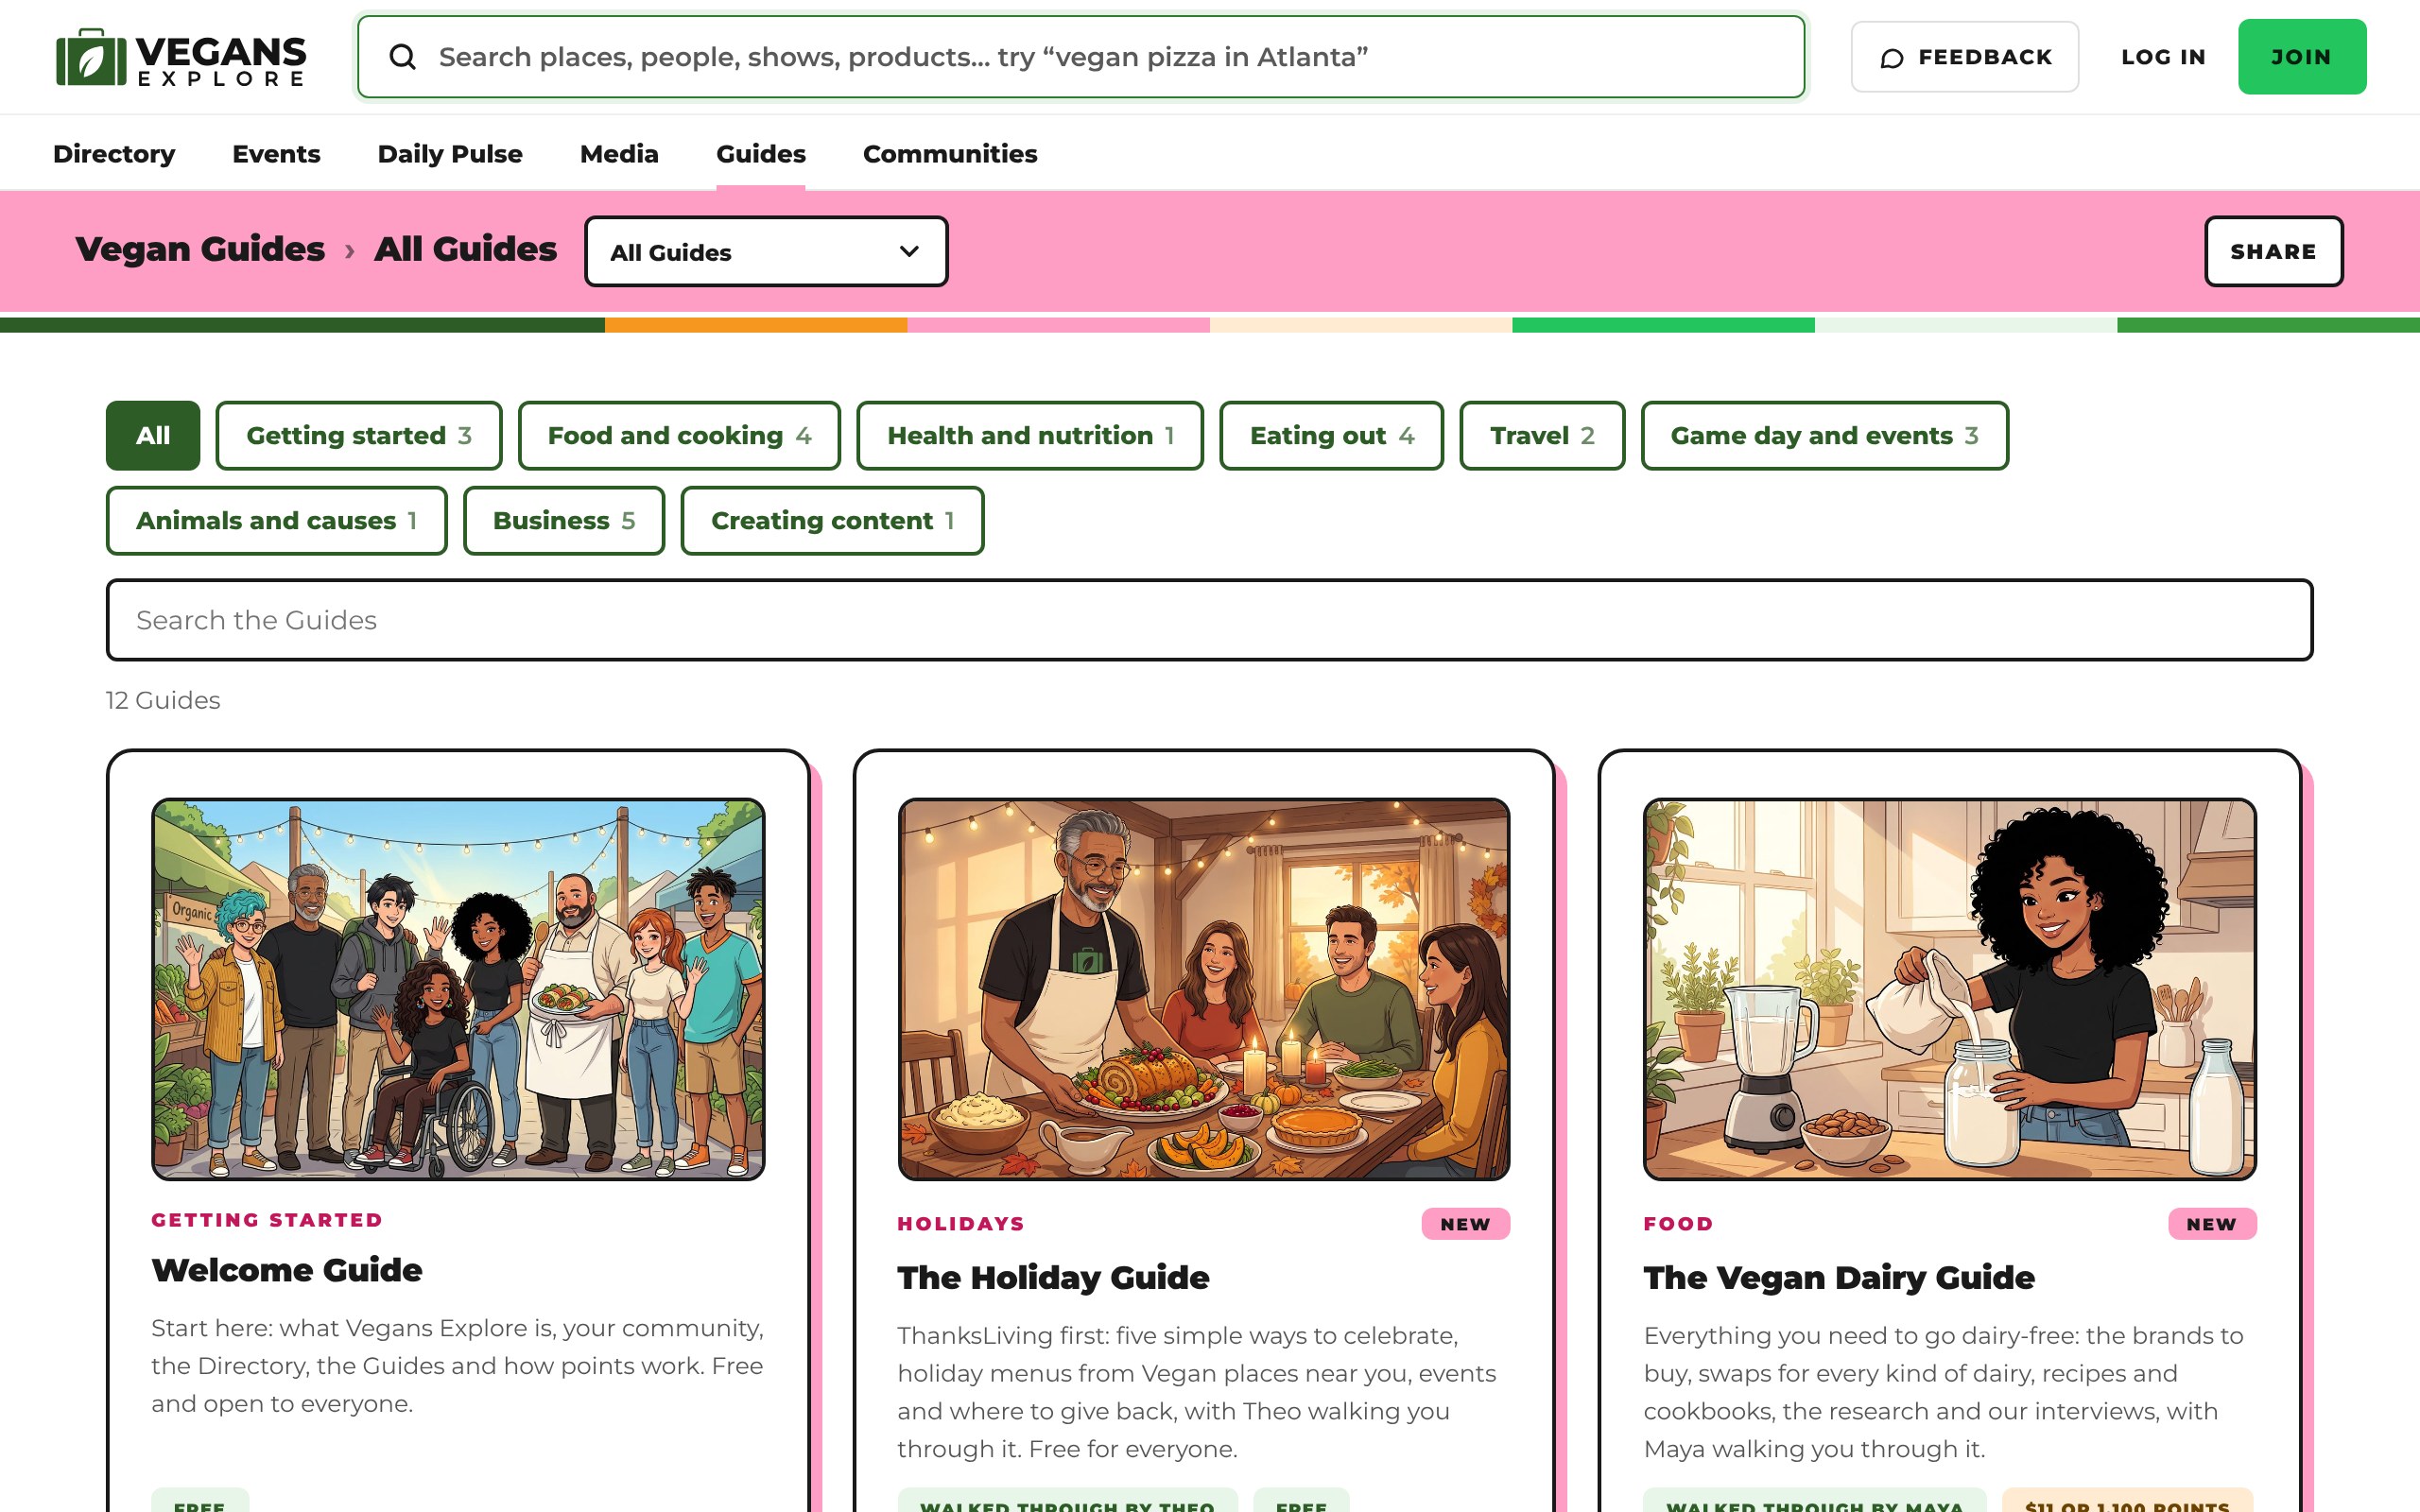 VEGANS
EXPLORE
Search places, people, shows, products... try “vegan pizza in Atlanta”
FEEDBACK
LOG IN
JOIN
Directory
Events
Daily Pulse
Media
Guides
Communities
Vegan Guides › All Guides
All Guides
SHARE
All
Getting started 3
Food and cooking 4
Health and nutrition 1
Eating out 4
Travel 2
Game day and events 3
Animals and causes 1
Business 5
Creating content 1
Search the Guides
12 Guides
Organic
GETTING STARTED
Welcome Guide
Start here: what Vegans Explore is, your community,
the Directory, the Guides and how points work. Free
and open to everyone.
FREE
HOLIDAYS
NEW
The Holiday Guide
ThanksLiving first: five simple ways to celebrate,
holiday menus from Vegan places near you, events
and where to give back, with Theo walking you
through it. Free for everyone.
WALKED THROUGH BY THEO
FREE
FOOD
NEW
The Vegan Dairy Guide
Everything you need to go dairy-free: the brands to
buy, swaps for every kind of dairy, recipes and
cookbooks, the research and our interviews, with
Maya walking you through it.
WALKED THROUGH BY MAYA
$11 OR 1,100 POINTS